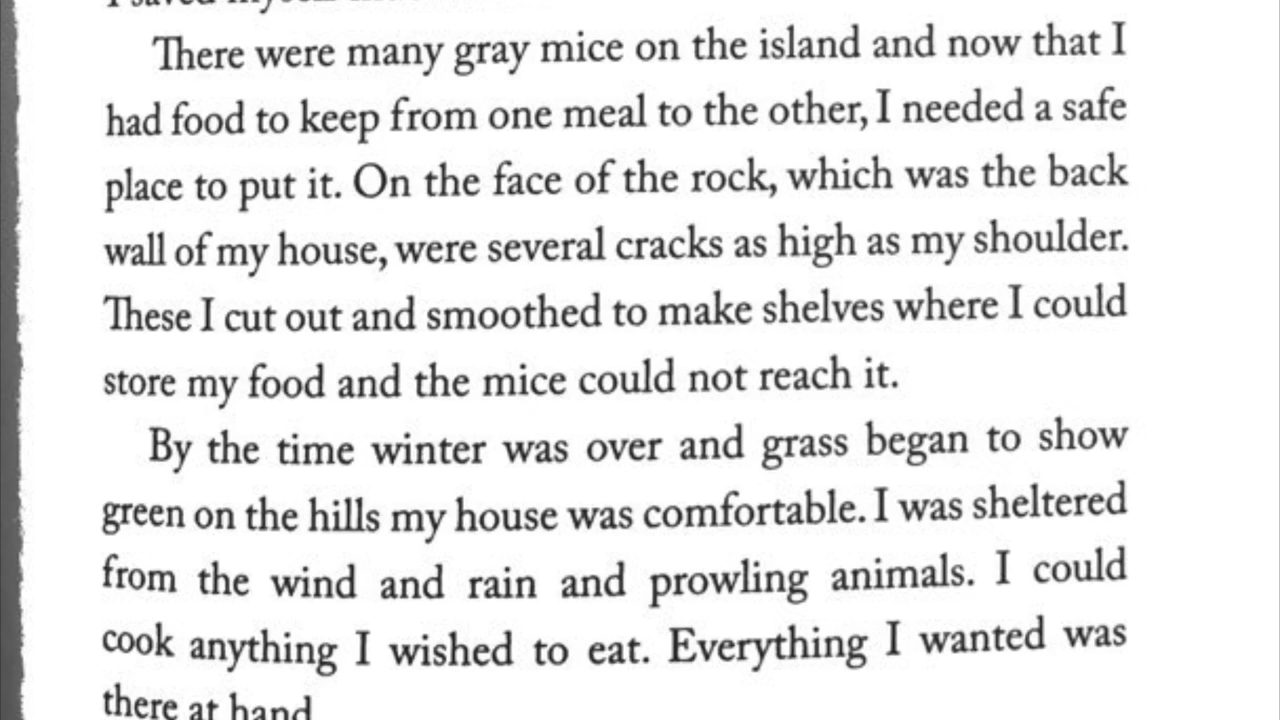 I saved myself
There were many gray mice on the island and now that I
had food to keep from one meal to the other, I needed a safe
place to put it. On the face of the rock, which was the back
wall of my house, were several cracks as high as my shoulder.
These I cut out and smoothed to make shelves where I could
store my food and the mice could not reach it.
By the time winter was over and grass began to show
green on the hills my house was comfortable. I was sheltered
from the wind and rain and prowling animals. I could
cook anything I wished to eat. Everything I wanted was
there at hand